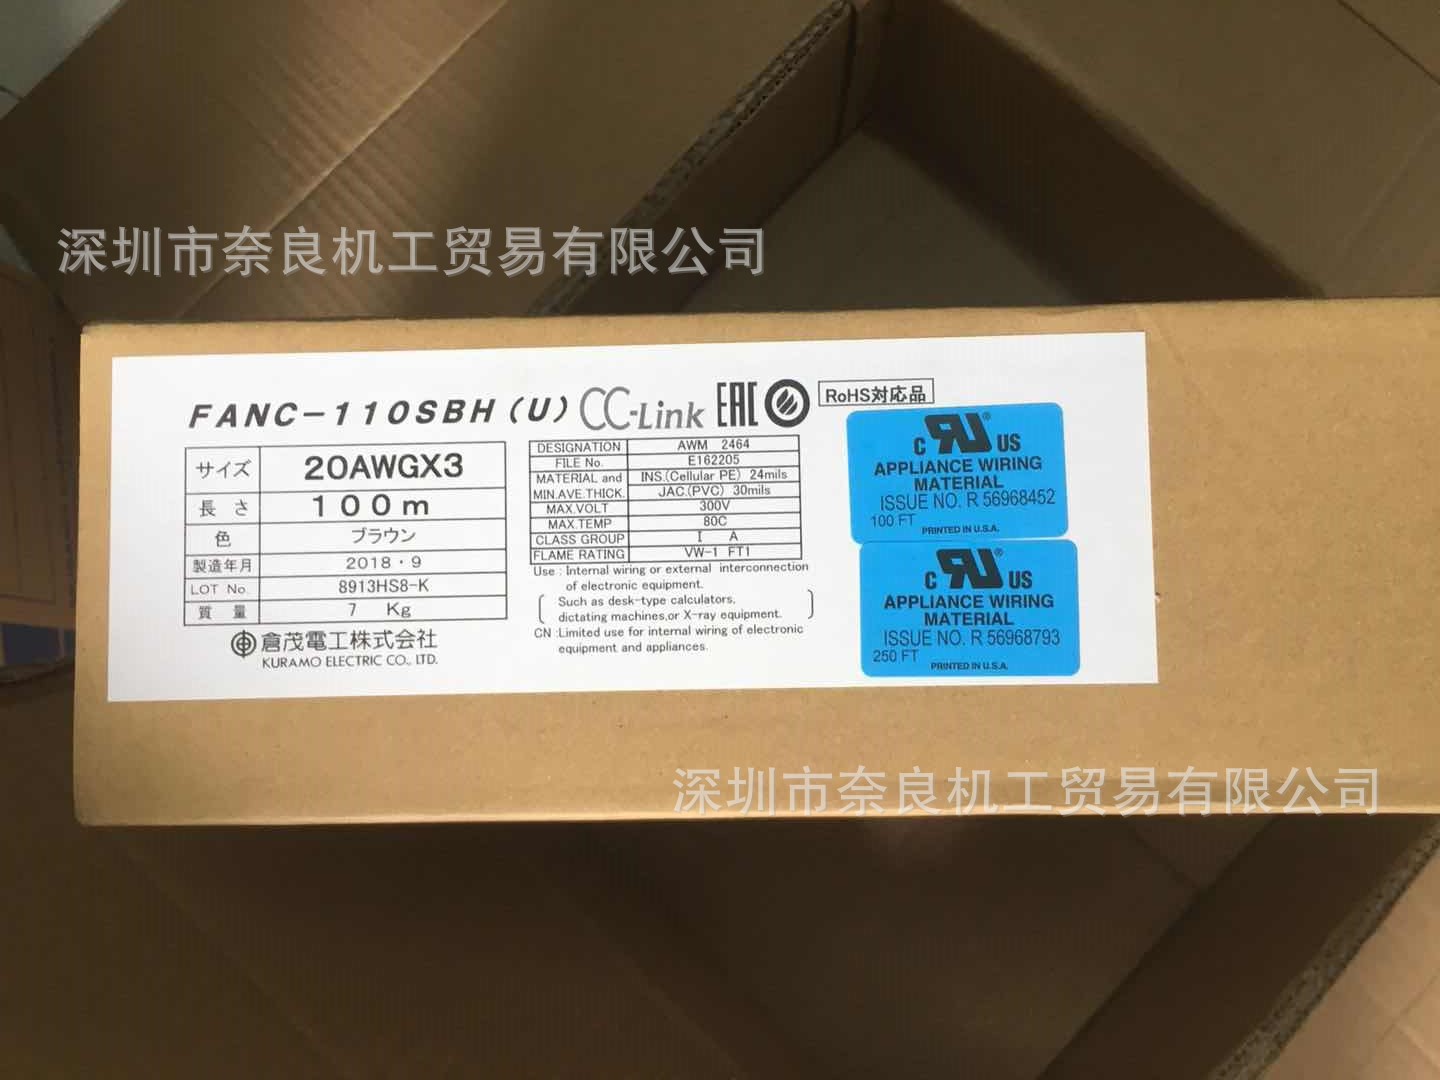 深圳市奈良机工贸易有限公司
FANC-110SBH(U) CC-Link EAC RoHS対応品
サイズ 20AWGX3
長さ 100m
色 ブラウン
製造年月 2018・9
LOT No. 8913HS8-K
質量 7 Kg
倉茂電工株式会社
KURAMO ELECTRIC CO., LTD.
DESIGNATION AWM 2464
FILE No. E162205
MATERIAL and INS.(Cellular PE) 24mils
MIN.AVE.THICK. JAC.(PVC) 30mils
MAX.VOLT 300V
MAX.TEMP 80C
CLASS GROUP I A
FLAME RATING VW-1 FT1
Use : Internal wiring or external interconnection
of electronic equipment.
Such as desk-type calculators,
dictating machines,or X-ray equipment.
CN :Limited use for internal wiring of electronic
equipment and appliances.
C RU® US
APPLIANCE WIRING
MATERIAL
ISSUE NO. R 56968452
100 FT
PRINTED IN U.S.A.
C RU® US
APPLIANCE WIRING
MATERIAL
ISSUE NO. R 56968793
250 FT
PRINTED IN U.S.A.
深圳市奈良机工贸易有限公司